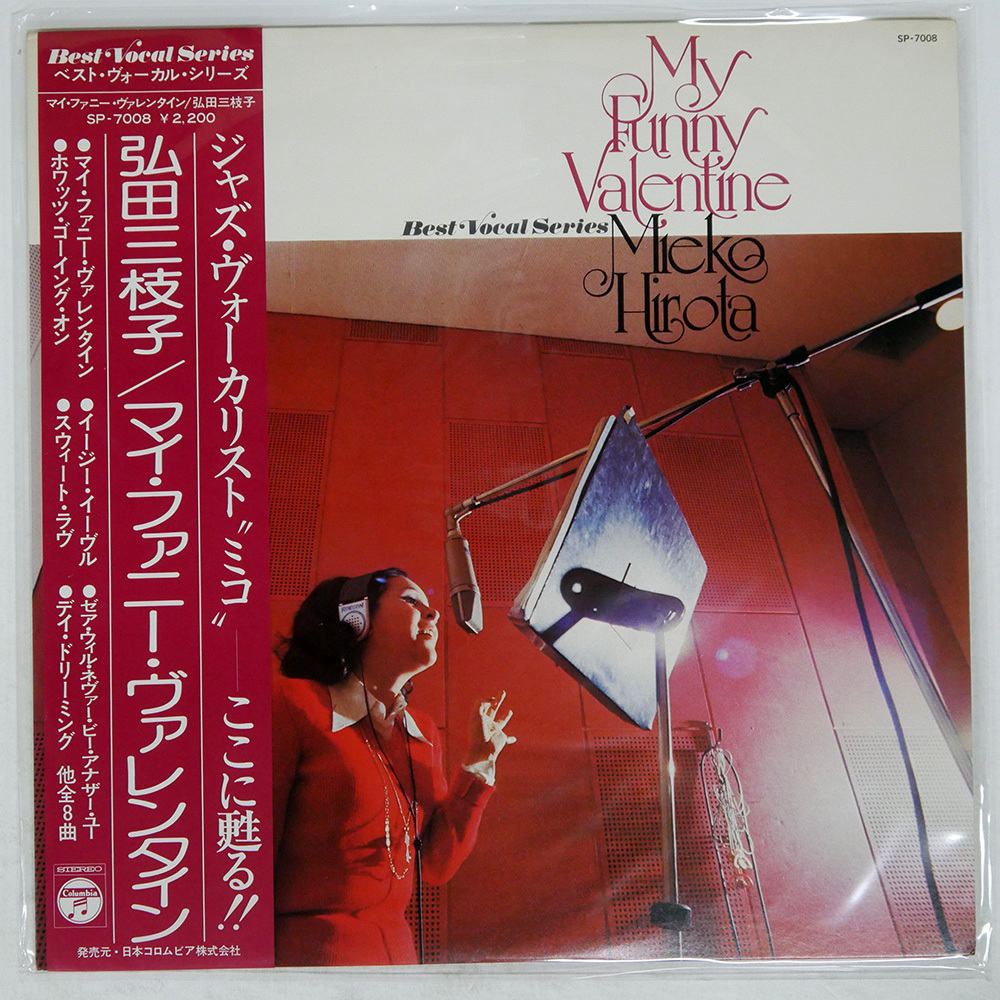 Best Vocal Series
ベスト・ヴォーカル・シリーズ
マイ・ファニー・ヴァレンタイン/弘田三枝子
SP-7008 ¥2,200
ジャズ・ヴォーカリスト〝ミコ〟──ここに甦る!!
弘田三枝子/マイ・ファニー・ヴァレンタイン
●マイ・ファニー・ヴァレンタイン
●ホワッツ・ゴーイング・オン
●イージー・イーヴル
●スウィート・ラヴ
●ゼア・ウィル・ネヴァー・ビー・アナザー・ユー
●デイ・ドリーミング 他全8曲
STEREO
Columbia
発売元・日本コロムビア株式会社
SP-7008
My
Funny
Valentine
Best Vocal Series
Mieko
Hirota